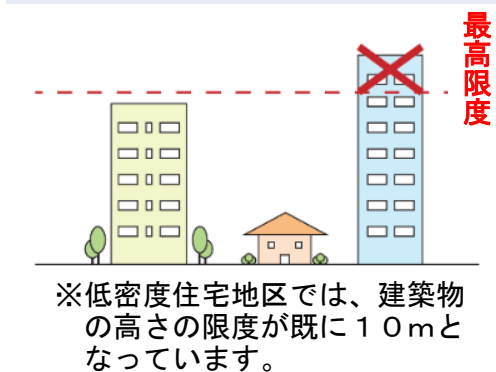 最高限度
※低密度住宅地区では、建築物
の高さの限度が既に１０ｍと
なっています。